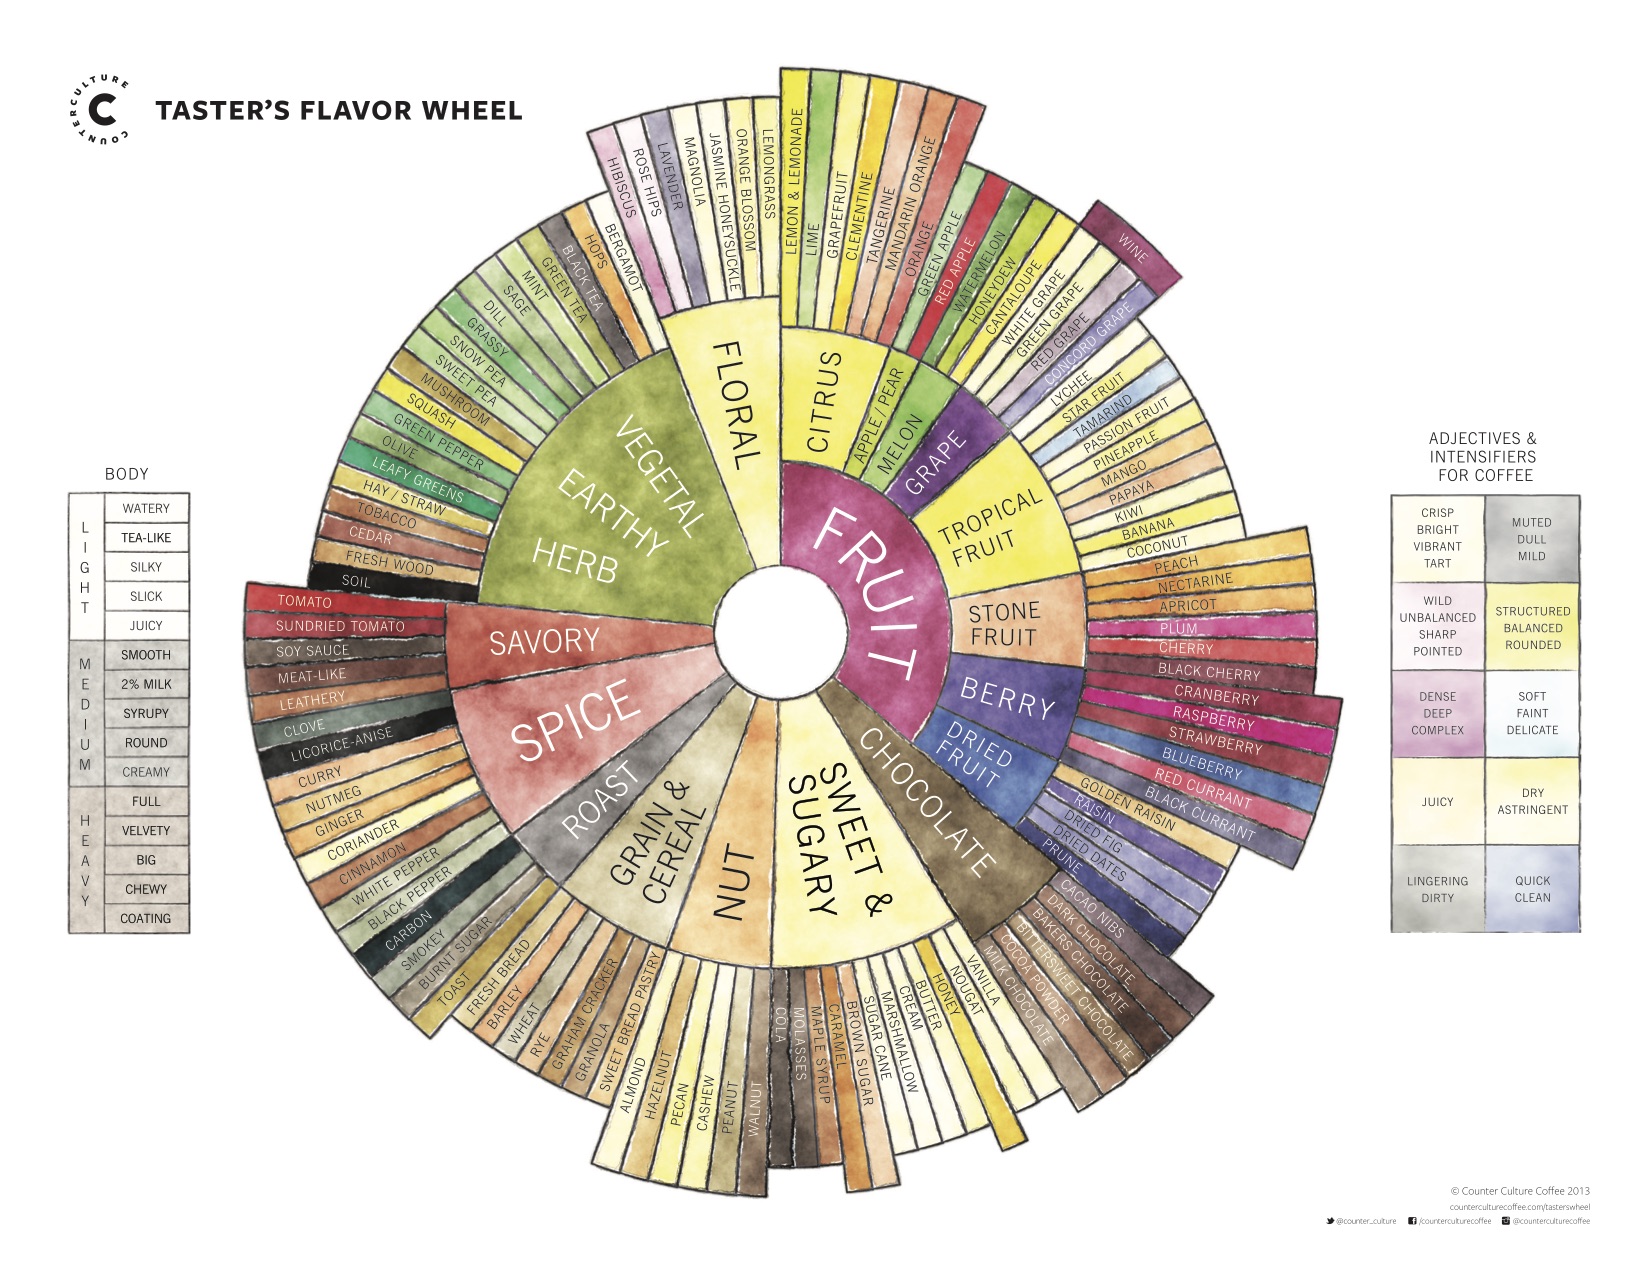 COUNTER CULTURE
C
TASTER'S FLAVOR WHEEL
FRUIT
CITRUS
APPLE / PEAR
MELON
GRAPE
TROPICAL
FRUIT
STONE
FRUIT
BERRY
DRIED
FRUIT
CHOCOLATE
SWEET &
SUGARY
NUT
GRAIN &
CEREAL
ROAST
SPICE
SAVORY
VEGETAL
EARTHY
HERB
FLORAL
LEMON & LEMONADE
LIME
GRAPEFRUIT
CLEMENTINE
TANGERINE
MANDARIN ORANGE
ORANGE
GREEN APPLE
RED APPLE
WATERMELON
HONEYDEW
CANTALOUPE
WHITE GRAPE
GREEN GRAPE
RED GRAPE
WINE
CONCORD GRAPE
LYCHEE
STAR FRUIT
TAMARIND
PASSION FRUIT
PINEAPPLE
MANGO
PAPAYA
KIWI
BANANA
COCONUT
PEACH
NECTARINE
APRICOT
PLUM
CHERRY
BLACK CHERRY
CRANBERRY
RASPBERRY
STRAWBERRY
BLUEBERRY
RED CURRANT
BLACK CURRANT
GOLDEN RAISIN
RAISIN
DRIED FIG
DRIED DATES
PRUNE
CACAO NIBS
DARK CHOCOLATE
BAKERS CHOCOLATE
BITTERSWEET CHOCOLATE
COCOA POWDER
MILK CHOCOLATE
VANILLA
NOUGAT
HONEY
BUTTER
CREAM
MARSHMALLOW
SUGAR CANE
BROWN SUGAR
CARAMEL
MAPLE SYRUP
MOLASSES
COLA
WALNUT
PEANUT
CASHEW
PECAN
HAZELNUT
ALMOND
SWEET BREAD PASTRY
GRANOLA
GRAHAM CRACKER
RYE
WHEAT
BARLEY
FRESH BREAD
TOAST
BURNT SUGAR
SMOKEY
CARBON
BLACK PEPPER
WHITE PEPPER
CINNAMON
CORIANDER
GINGER
NUTMEG
CURRY
LICORICE-ANISE
CLOVE
LEATHERY
MEAT-LIKE
SOY SAUCE
SUNDRIED TOMATO
TOMATO
SOIL
FRESH WOOD
CEDAR
TOBACCO
HAY / STRAW
LEAFY GREENS
OLIVE
GREEN PEPPER
SQUASH
MUSHROOM
SWEET PEA
SNOW PEA
GRASSY
DILL
SAGE
MINT
GREEN TEA
BLACK TEA
HOPS
BERGAMOT
HIBISCUS
ROSE HIPS
LAVENDER
MAGNOLIA
JASMINE HONEYSUCKLE
ORANGE BLOSSOM
LEMONGRASS
BODY
LIGHT
WATERY
TEA-LIKE
SILKY
SLICK
JUICY
MEDIUM
SMOOTH
2% MILK
SYRUPY
ROUND
CREAMY
HEAVY
FULL
VELVETY
BIG
CHEWY
COATING
ADJECTIVES &
INTENSIFIERS
FOR COFFEE
CRISP
BRIGHT
VIBRANT
TART
MUTED
DULL
MILD
WILD
UNBALANCED
SHARP
POINTED
STRUCTURED
BALANCED
ROUNDED
DENSE
DEEP
COMPLEX
SOFT
FAINT
DELICATE
JUICY
DRY
ASTRINGENT
LINGERING
DIRTY
QUICK
CLEAN
© Counter Culture Coffee 2013
counterculturecoffee.com/tasterswheel
@counter_culture /counterculturecoffee @counterculturecoffee